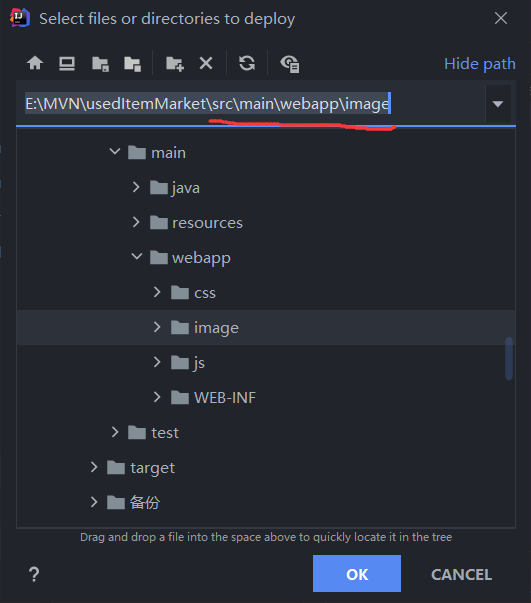 Select files or directories to deploy
Hide path
E:\MVN\usedItemMarket\src\main\webapp\image
main
java
resources
webapp
css
image
js
WEB-INF
test
target
备份
Drag and drop a file into the space above to quickly locate it in the tree
?
OK
CANCEL